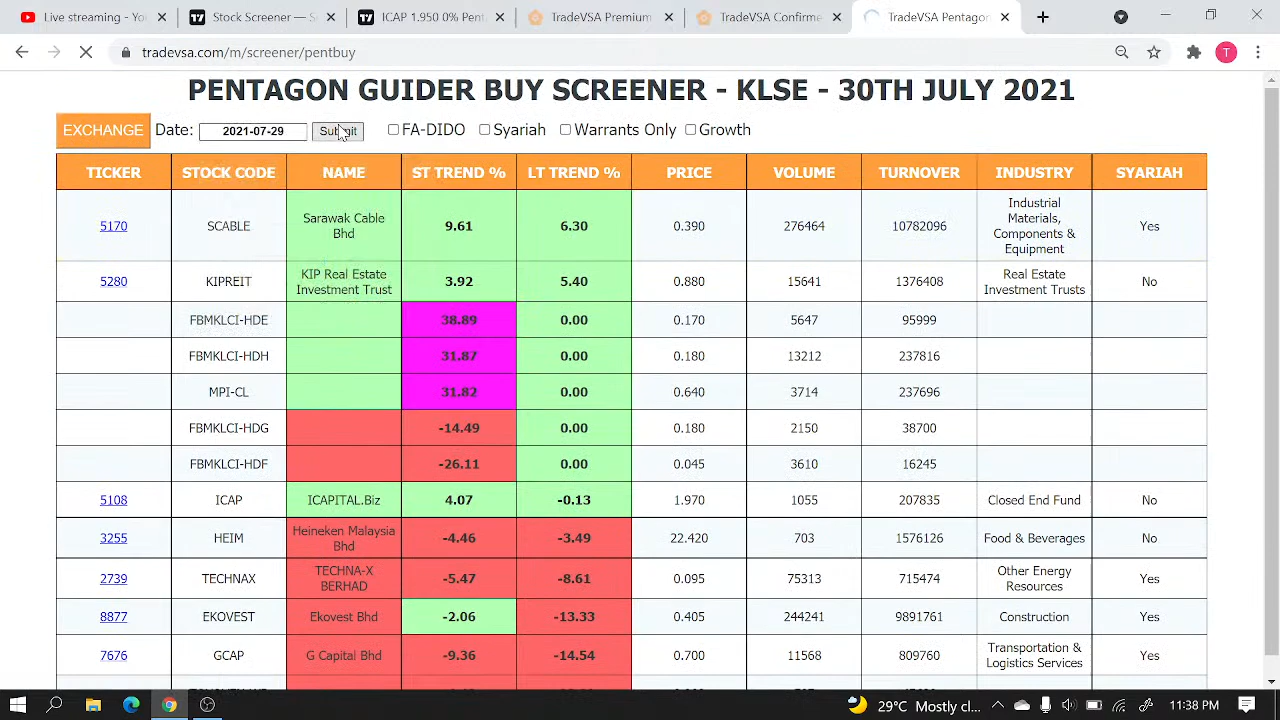 Live streaming - Y
Stock Screener —
ICAP 1.950 00 Pent
TradeVSA Premium
TradeVSA Confirma
TradeVSA Pentagon
tradevsa.com/m/screener/pentbuy
T
PENTAGON GUIDER BUY SCREENER - KLSE - 30TH JULY 2021
EXCHANGE Date: 2021-07-29 Submit FA-DIDO Syariah Warrants Only Growth
TICKER STOCK CODE NAME ST TREND % LT TREND % PRICE VOLUME TURNOVER INDUSTRY SYARIAH
5170 SCABLE Sarawak Cable Bhd 9.61 6.30 0.390 276464 10782096 Industrial Materials, Components & Equipment Yes
5280 KIPREIT KIP Real Estate Investment Trust 3.92 5.40 0.880 15641 1376408 Real Estate Investment Trusts No
FBMKLCI-HDE 38.89 0.00 0.170 5647 95999
FBMKLCI-HDH 31.87 0.00 0.180 13212 237816
MPI-CL 31.82 0.00 0.640 3714 237696
FBMKLCI-HDG -14.49 0.00 0.180 2150 38700
FBMKLCI-HDF -26.11 0.00 0.045 3610 16245
5108 ICAP ICAPITAL.Biz 4.07 -0.13 1.970 1055 207835 Closed End Fund No
3255 HEIM Heineken Malaysia Bhd -4.46 -3.49 22.420 703 1576126 Food & Beverages No
2739 TECHNAX TECHNA-X BERHAD -5.47 -8.61 0.095 75313 715474 Other Energy Resources Yes
8877 EKOVEST Ekovest Bhd -2.06 -13.33 0.405 244241 9891761 Construction Yes
7676 GCAP G Capital Bhd -9.36 -14.54 0.700 11568 809760 Transportation & Logistics Services Yes
29°C Mostly cl... 11:38 PM